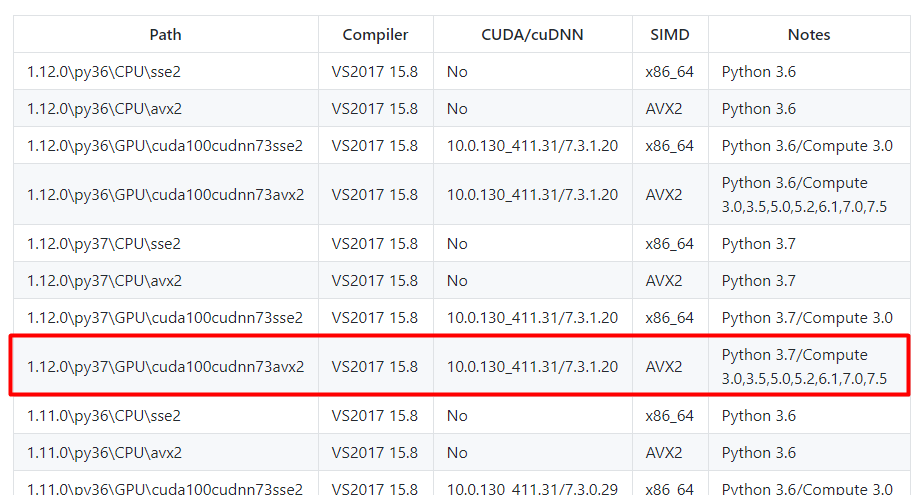 Path Compiler CUDA/cuDNN SIMD Notes
1.12.0\py36\CPU\sse2 VS2017 15.8 No x86_64 Python 3.6
1.12.0\py36\CPU\avx2 VS2017 15.8 No AVX2 Python 3.6
1.12.0\py36\GPU\cuda100cudnn73sse2 VS2017 15.8 10.0.130_411.31/7.3.1.20 x86_64 Python 3.6/Compute 3.0
1.12.0\py36\GPU\cuda100cudnn73avx2 VS2017 15.8 10.0.130_411.31/7.3.1.20 AVX2 Python 3.6/Compute
3.0,3.5,5.0,5.2,6.1,7.0,7.5
1.12.0\py37\CPU\sse2 VS2017 15.8 No x86_64 Python 3.7
1.12.0\py37\CPU\avx2 VS2017 15.8 No AVX2 Python 3.7
1.12.0\py37\GPU\cuda100cudnn73sse2 VS2017 15.8 10.0.130_411.31/7.3.1.20 x86_64 Python 3.7/Compute 3.0
1.12.0\py37\GPU\cuda100cudnn73avx2 VS2017 15.8 10.0.130_411.31/7.3.1.20 AVX2 Python 3.7/Compute
3.0,3.5,5.0,5.2,6.1,7.0,7.5
1.11.0\py36\CPU\sse2 VS2017 15.8 No x86_64 Python 3.6
1.11.0\py36\CPU\avx2 VS2017 15.8 No AVX2 Python 3.6
1.11.0\py36\GPU\cuda100cudnn73sse2 VS2017 15.8 10.0.130_411.31/7.3.0.29 x86_64 Python 3.6/Compute 3.0